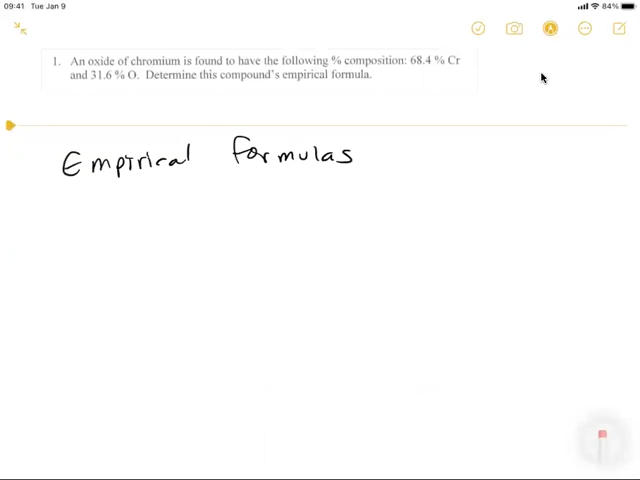 09:41 Tue Jan 9 84%
1. An oxide of chromium is found to have the following % composition: 68.4 % Cr
and 31.6 % O. Determine this compound's empirical formula.
Empirical Formulas